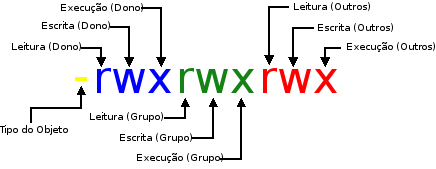 Execução (Dono)
Leitura (Outros)
Escrita (Dono)
Escrita (Outros)
Leitura (Dono)
Execução (Outros)
-rwxrwxrwx
Leitura (Grupo)
Tipo do Objeto
Escrita (Grupo)
Execução (Grupo)